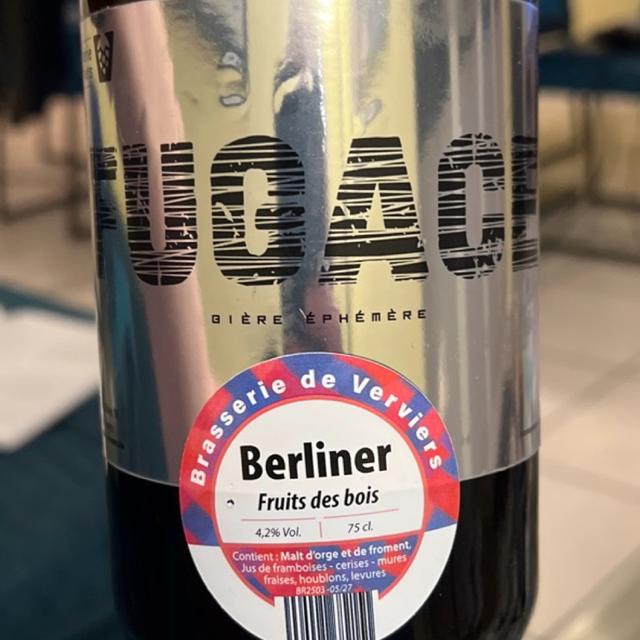 FUGACE
BIÈRE ÉPHÉMÈRE
Brasserie de Verviers
Berliner
Fruits des bois
4,2% Vol. | 75 cl.
Contient : Malt d'orge et de froment,
Jus de framboises - cerises - mures
fraises, houblons, levures
BR2503 -05/27